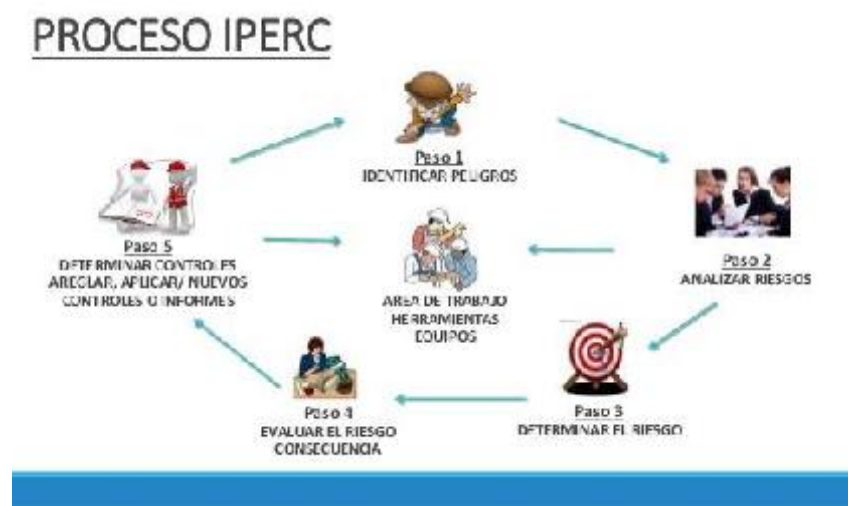 PROCESO IPERC
Paso 1
IDENTIFICAR PELIGROS
Paso 2
ANALIZAR RIESGOS
Paso 3
DETERMINAR EL RIESGO
Paso 4
EVALUAR EL RIESGO
CONSECUENCIA
Paso 5
DETERMINAR CONTROLES
AREGLAR, APLICAR/ NUEVOS
CONTROLES O INFORMES
AREA DE TRABAJO
HERRAMIENTAS
EQUIPOS